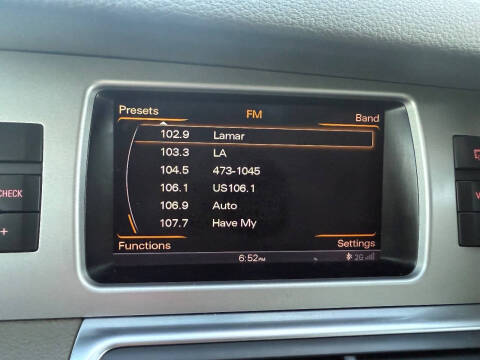 Presets FM Band
102.9 Lamar
103.3 LA
104.5 473-1045
106.1 US106.1
106.9 Auto
107.7 Have My
CHECK
+
Functions Settings
6:52PM 2G